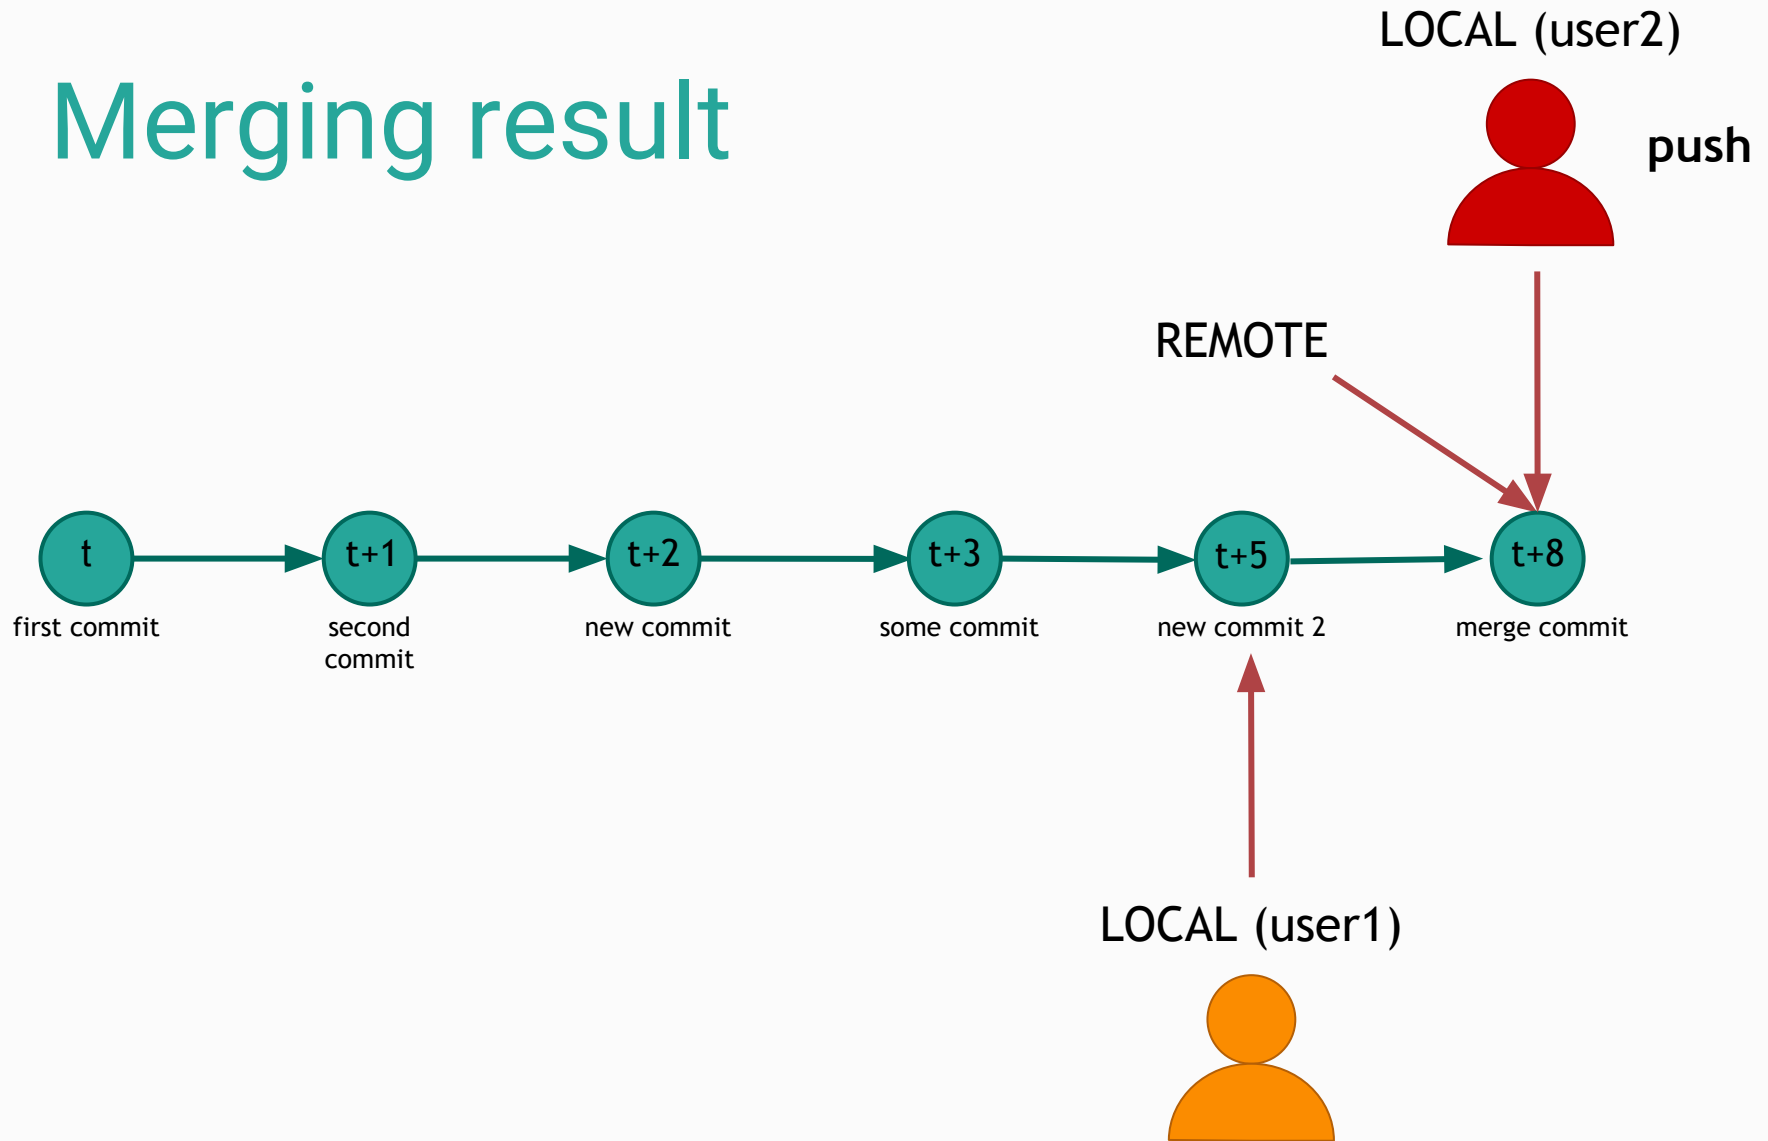 LOCAL (user2)
Merging result
push
REMOTE
t
t+1
t+2
t+3
t+5
t+8
first commit
second
commit
new commit
some commit
new commit 2
merge commit
LOCAL (user1)